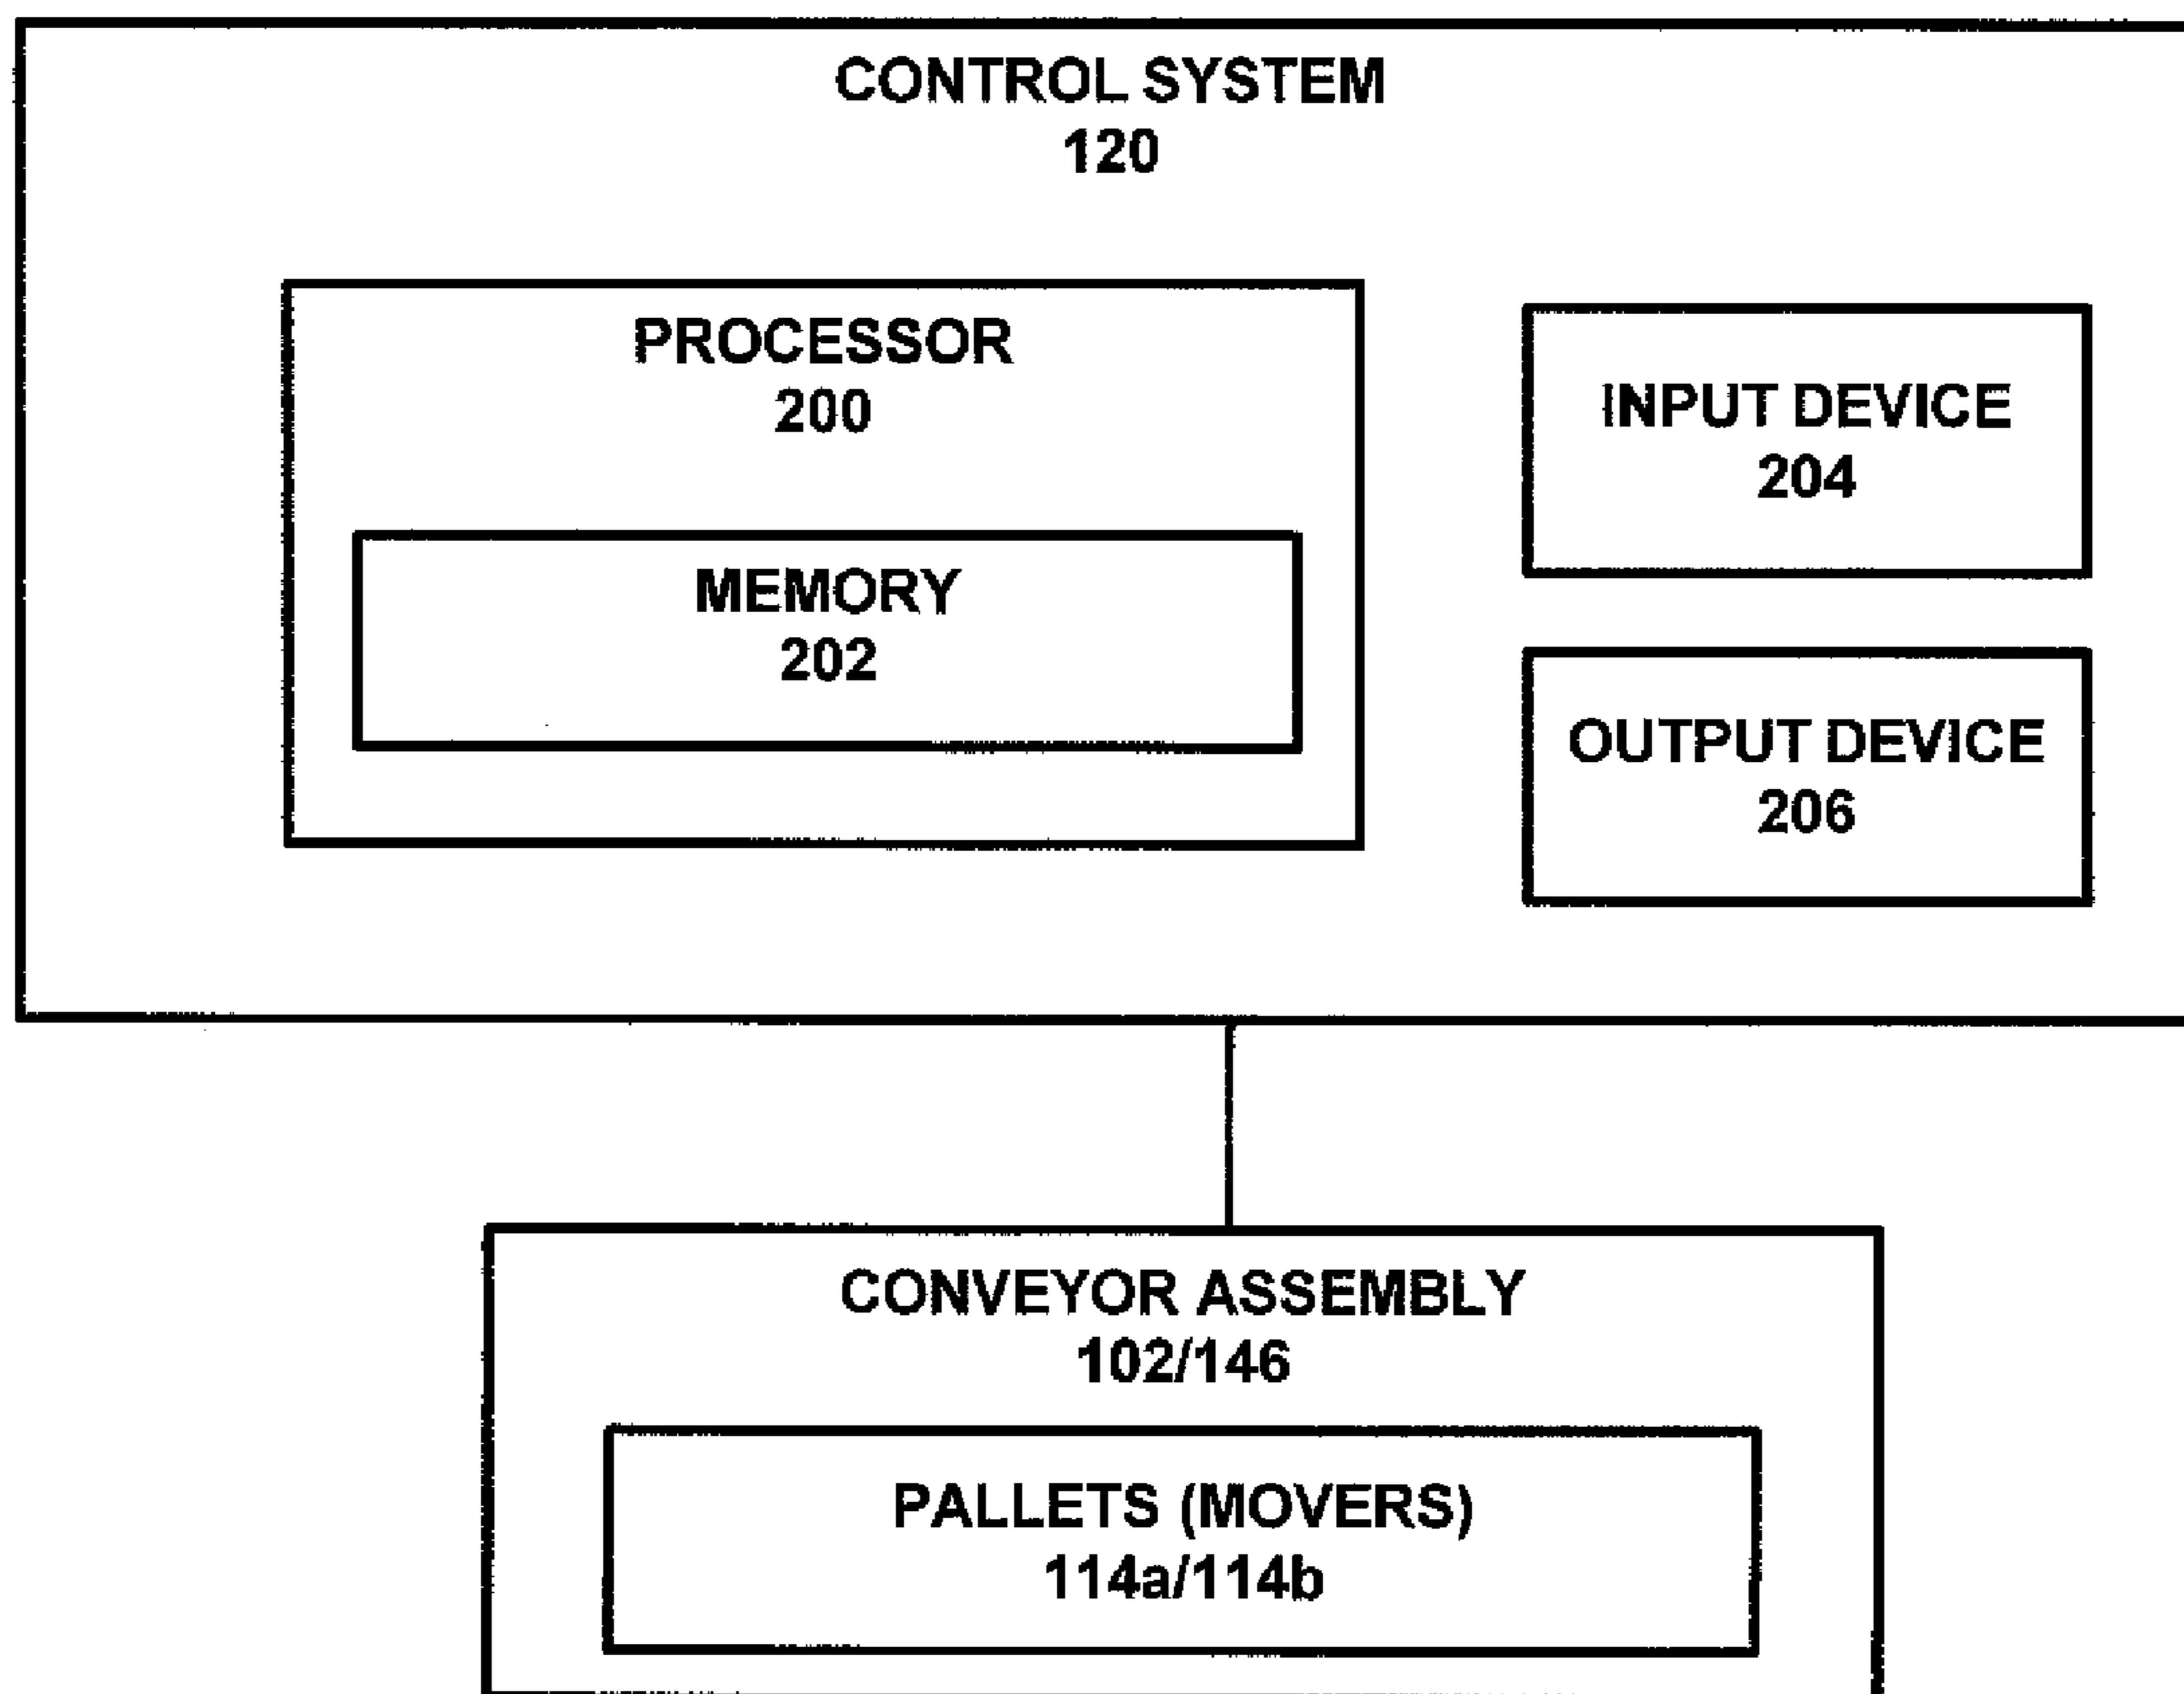 CONTROL SYSTEM
120
PROCESSOR
200
MEMORY
202
INPUT DEVICE
204
OUTPUT DEVICE
206
CONVEYOR ASSEMBLY
102/146
PALLETS (MOVERS)
114a/114b